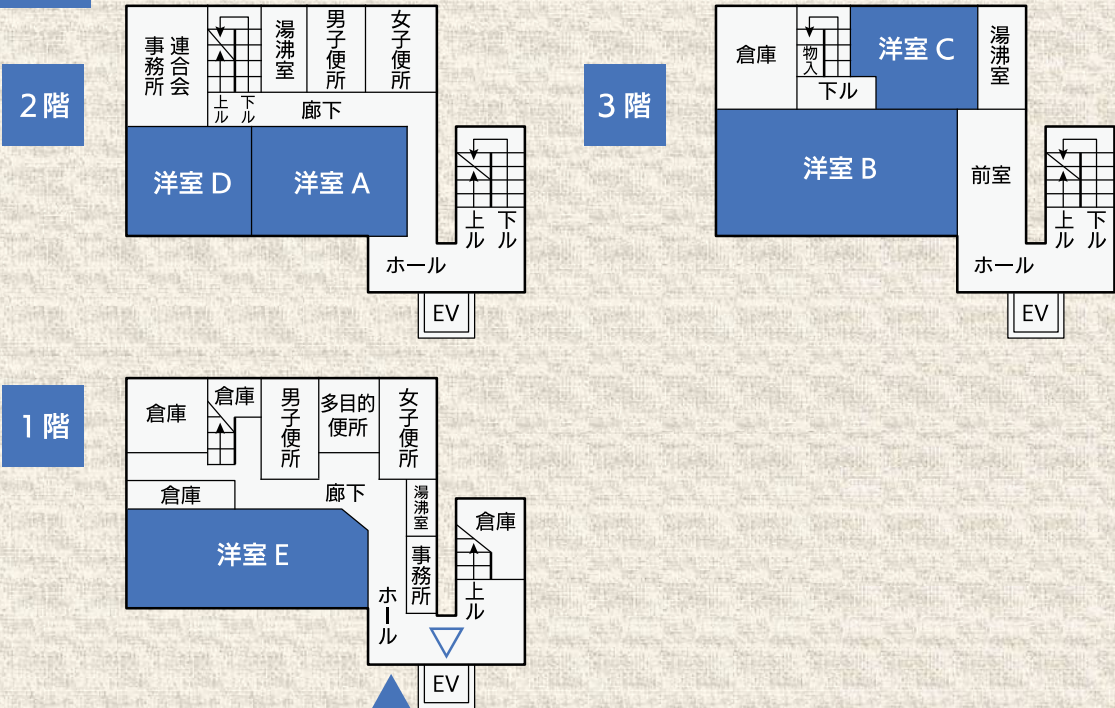 2階
連合会
事務所
湯沸室
男子便所
女子便所
上ル
下ル
廊下
洋室 D
洋室 A
上ル
下ル
ホール
EV
3階
倉庫
物入
下ル
洋室 C
湯沸室
洋室 B
前室
上ル
下ル
ホール
EV
1階
倉庫
倉庫
男子便所
多目的
便所
女子便所
倉庫
廊下
湯沸室
倉庫
洋室 E
事務所
ホール
上ル
EV